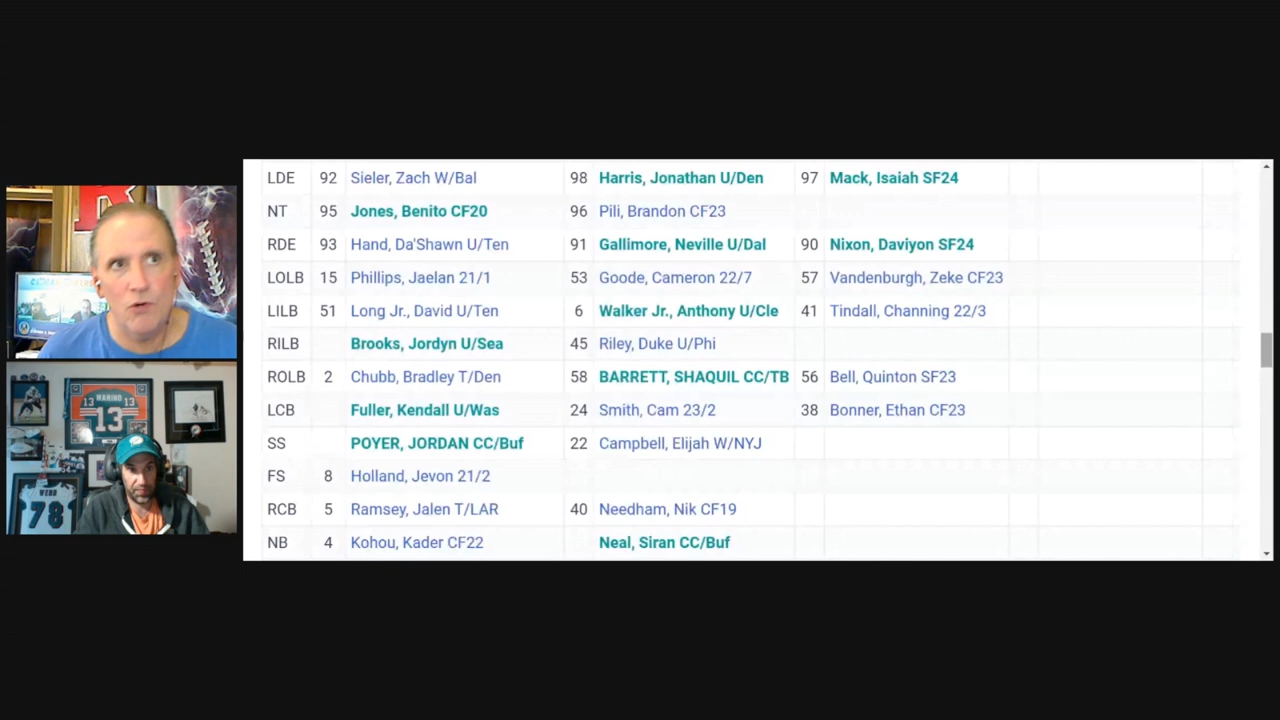 LDE 92 Sieler, Zach W/Bal 98 Harris, Jonathan U/Den 97 Mack, Isaiah SF24
NT 95 Jones, Benito CF20 96 Pili, Brandon CF23
RDE 93 Hand, Da'Shawn U/Ten 91 Gallimore, Neville U/Dal 90 Nixon, Daviyon SF24
LOLB 15 Phillips, Jaelan 21/1 53 Goode, Cameron 22/7 57 Vandenburgh, Zeke CF23
LILB 51 Long Jr., David U/Ten 6 Walker Jr., Anthony U/Cle 41 Tindall, Channing 22/3
RILB Brooks, Jordyn U/Sea 45 Riley, Duke U/Phi
ROLB 2 Chubb, Bradley T/Den 58 BARRETT, SHAQUIL CC/TB 56 Bell, Quinton SF23
LCB Fuller, Kendall U/Was 24 Smith, Cam 23/2 38 Bonner, Ethan CF23
SS POYER, JORDAN CC/Buf 22 Campbell, Elijah W/NYJ
FS 8 Holland, Jevon 21/2
RCB 5 Ramsey, Jalen T/LAR 40 Needham, Nik CF19
NB 4 Kohou, Kader CF22 Neal, Siran CC/Buf
R
MARINO
13 13
13
WEBB
78